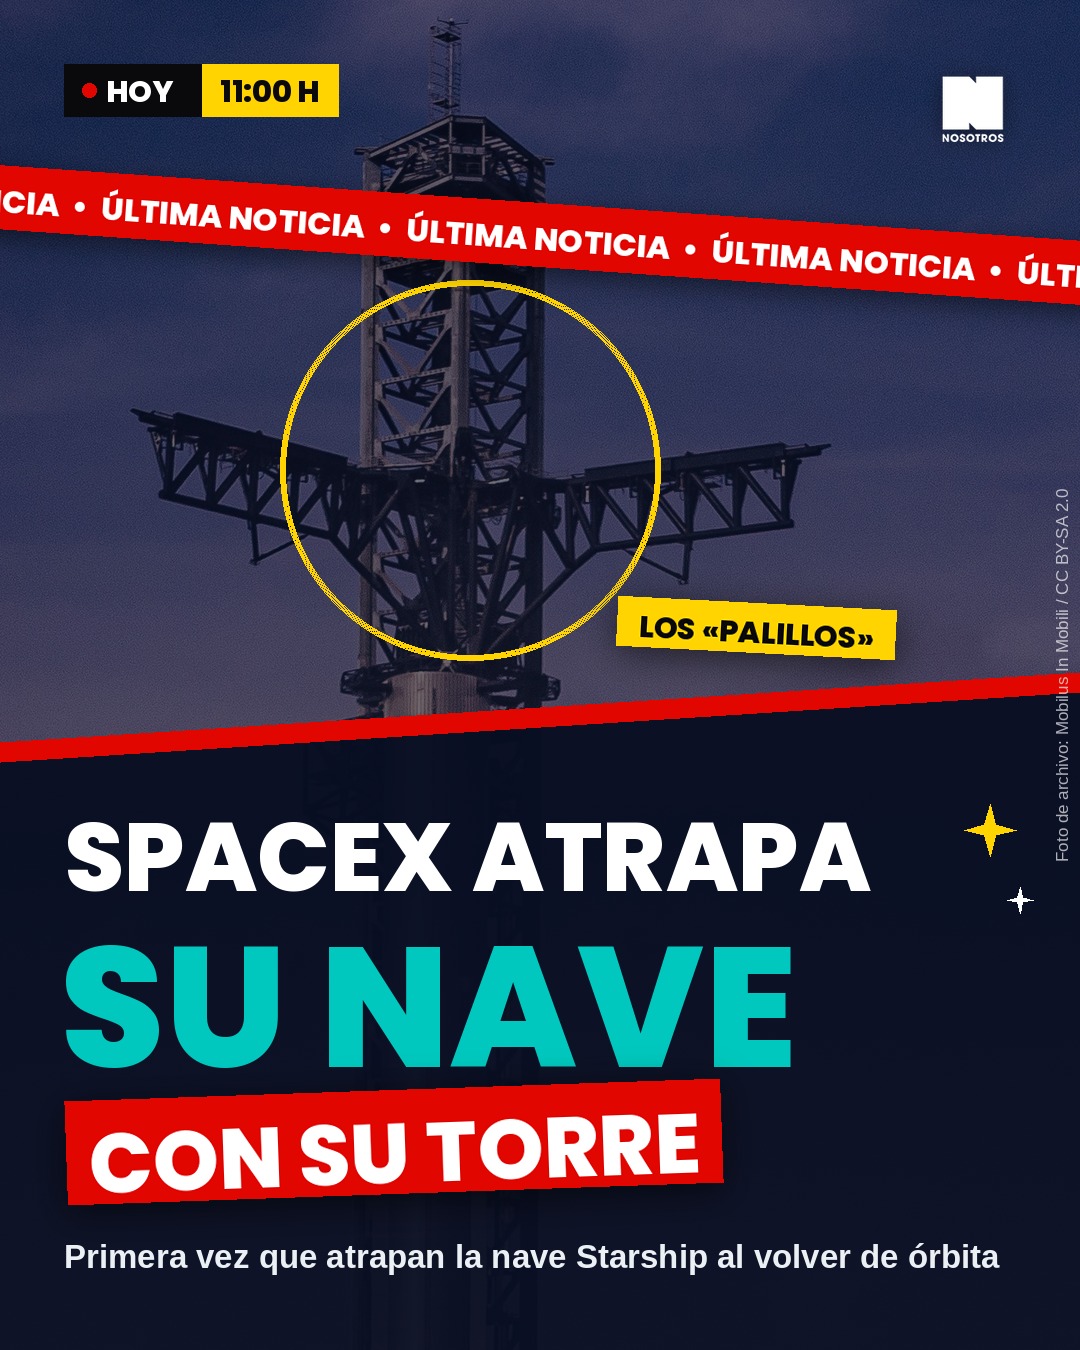 HOY 11:00 H
NOSOTROS
ICIA • ÚLTIMA NOTICIA • ÚLTIMA NOTICIA • ÚLTIMA NOTICIA • ÚLTI
LOS «PALILLOS»
Foto de archivo: Mobilus In Mobili / CC BY-SA 2.0
SPACEX ATRAPA
SU NAVE
CON SU TORRE
Primera vez que atrapan la nave Starship al volver de órbita